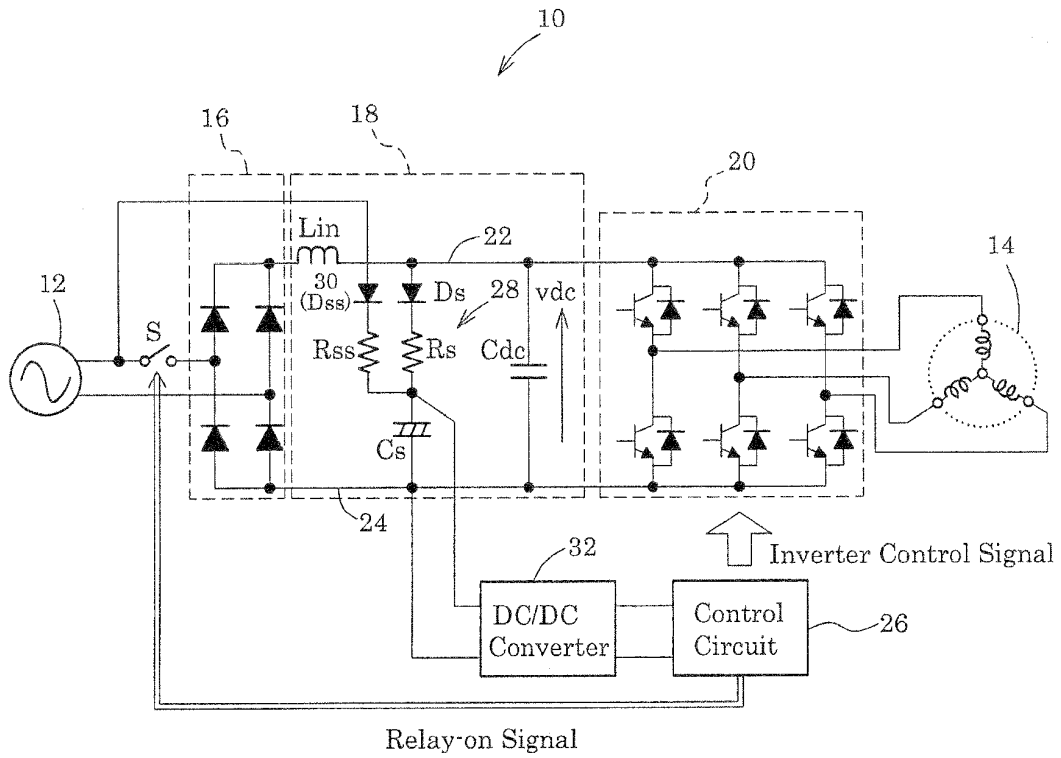 10
16
18
20
12
S
Lin
22
14
30
(Dss)
Ds
28
vdc
Rss
Rs
Cdc
Cs
24
32
Inverter Control Signal
DC/DC
Converter
Control
Circuit
26
Relay-on Signal